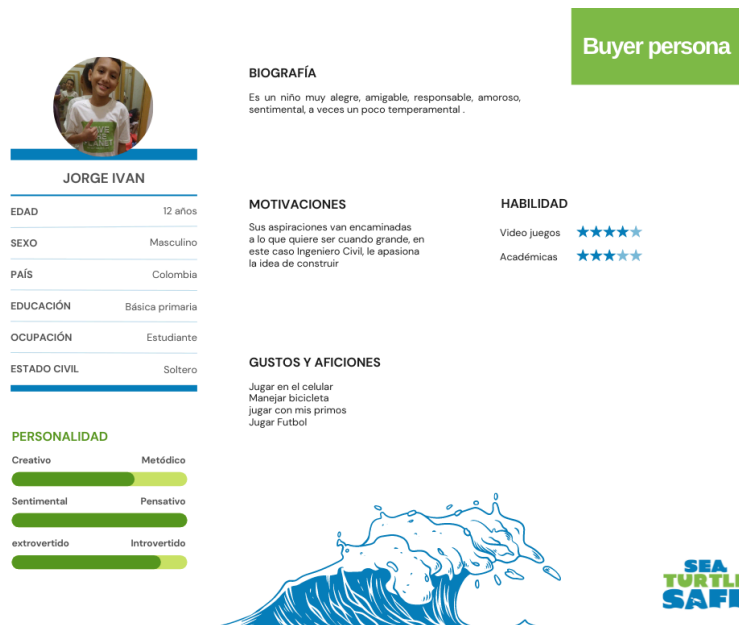 Buyer persona
JORGE IVAN
EDAD 12 años
SEXO Masculino
PAÍS Colombia
EDUCACIÓN Básica primaria
OCUPACIÓN Estudiante
ESTADO CIVIL Soltero
PERSONALIDAD
Creativo Metódico
Sentimental Pensativo
extrovertido Introvertido
BIOGRAFÍA
Es un niño muy alegre, amigable, responsable, amoroso,
sentimental, a veces un poco temperamental .
MOTIVACIONES
Sus aspiraciones van encaminadas
a lo que quiere ser cuando grande, en
este caso Ingeniero Civil, le apasiona
la idea de construir
HABILIDAD
Video juegos
Académicas
GUSTOS Y AFICIONES
Jugar en el celular
Manejar bicicleta
jugar con mis primos
Jugar Futbol
SEA